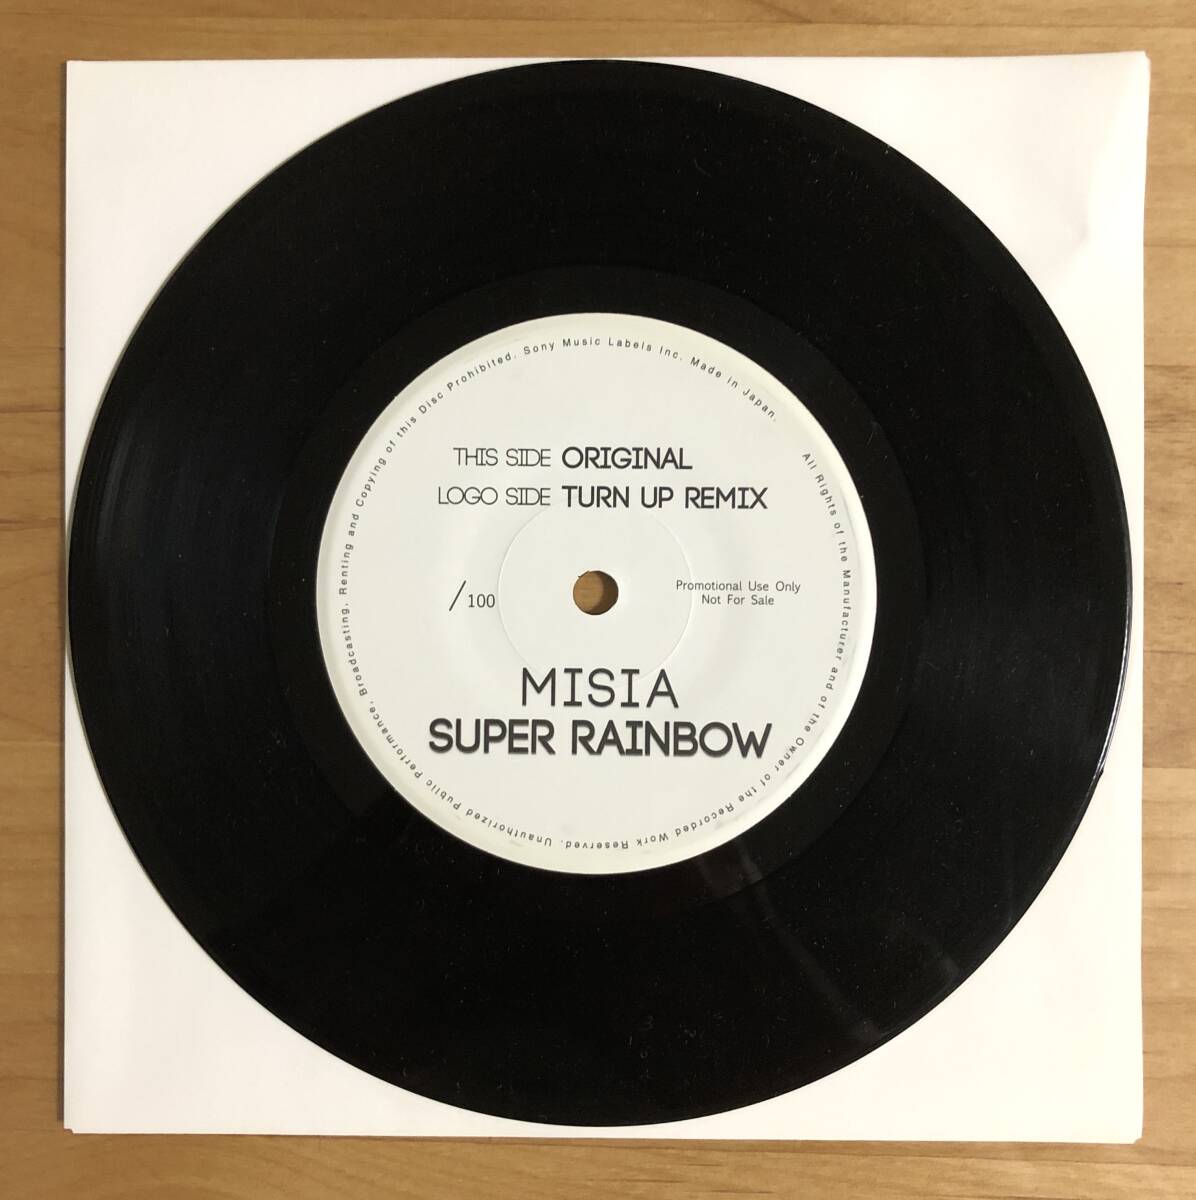 THIS SIDE ORIGINAL
LOGO SIDE TURN UP REMIX
/100
Promotional Use Only
Not For Sale
MISIA
SUPER RAINBOW
All Rights of the Manufacturer and of the Owner of the Recorded Work Reserved. Unauthorized Public Performance, Broadcasting, Renting and Copying of this Disc Prohibited. Sony Music Labels Inc. Made in Japan.